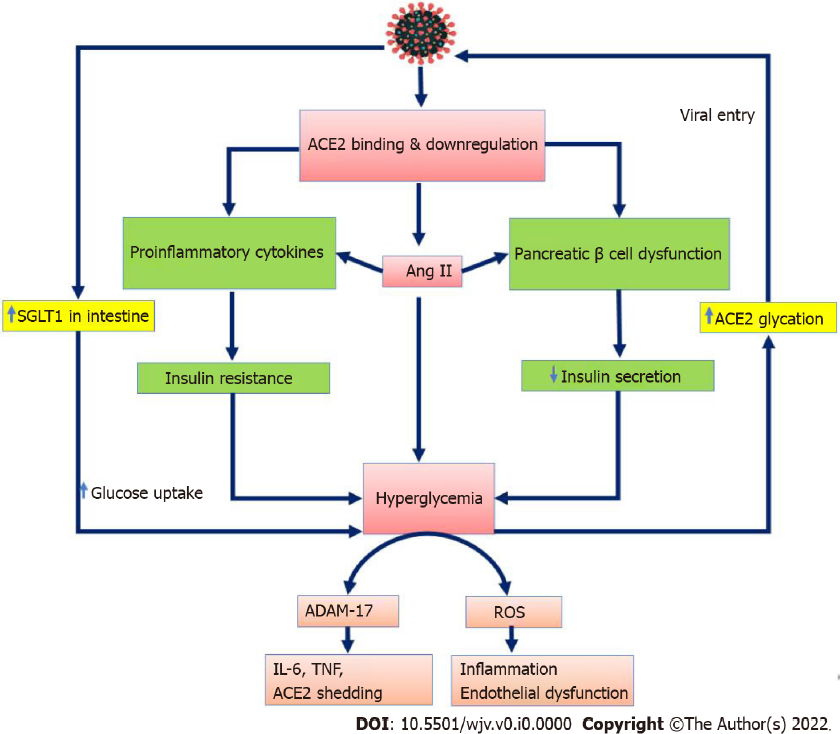 Viral entry
ACE2 binding & downregulation
Proinflammatory cytokines
Ang II
Pancreatic β cell dysfunction
↑SGLT1 in intestine
↑ACE2 glycation
Insulin resistance
↓Insulin secretion
↑Glucose uptake
Hyperglycemia
ADAM-17
ROS
IL-6, TNF,
ACE2 shedding
Inflammation
Endothelial dysfunction
DOI: 10.5501/wjv.v0.i0.0000 Copyright ©The Author(s) 2022.